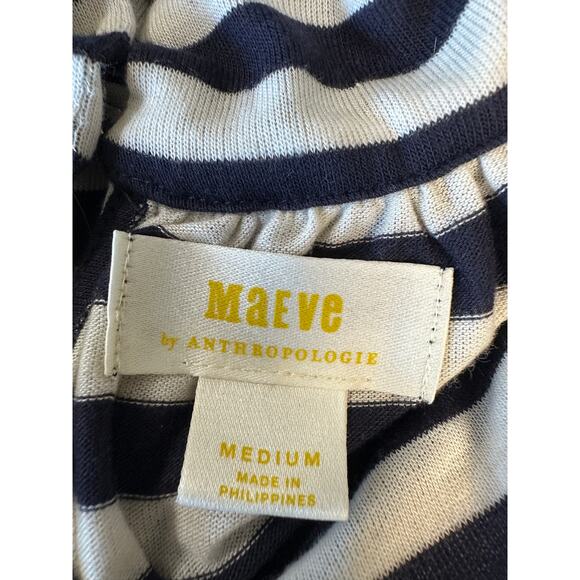 MaEve
by ANTHROPOLOGIE
MEDIUM
MADE IN
PHILIPPINES